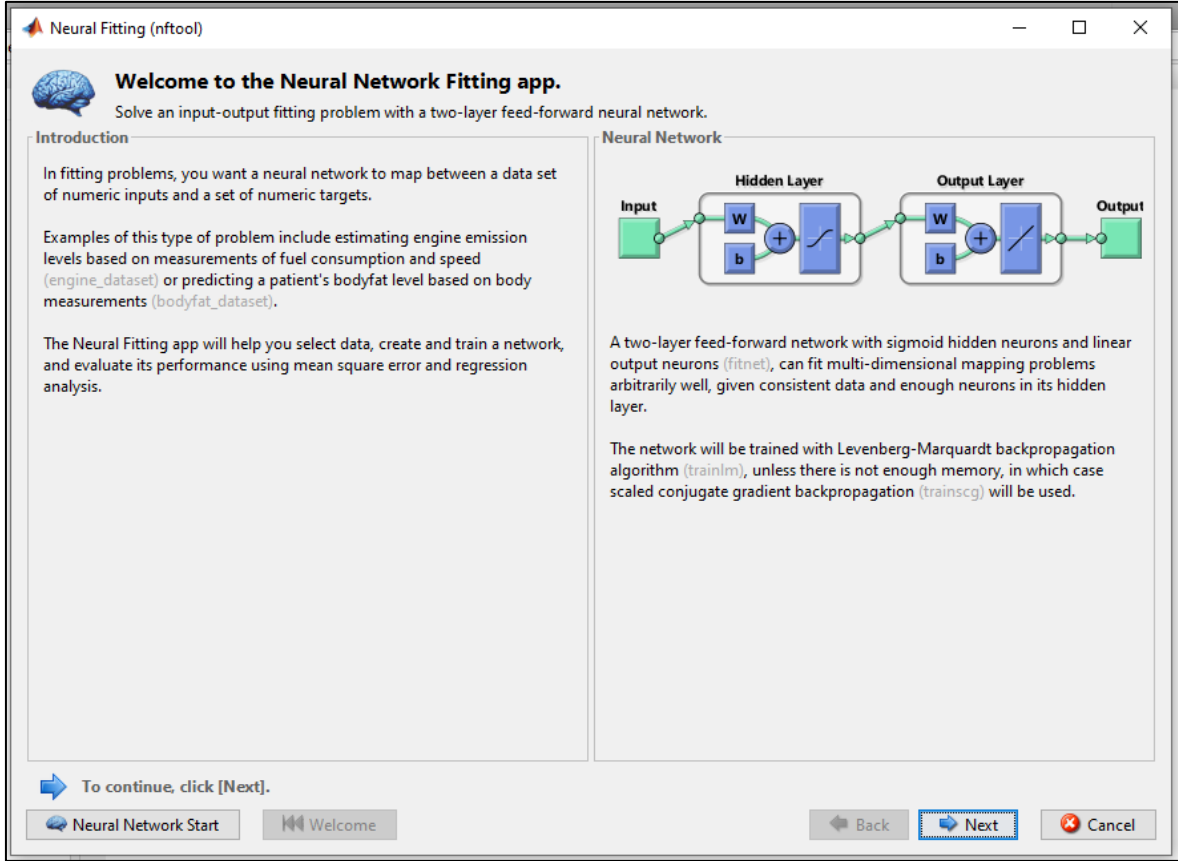 Neural Fitting (nftool)
Welcome to the Neural Network Fitting app.
Solve an input-output fitting problem with a two-layer feed-forward neural network.
Introduction
In fitting problems, you want a neural network to map between a data set
of numeric inputs and a set of numeric targets.
Examples of this type of problem include estimating engine emission
levels based on measurements of fuel consumption and speed
(engine_dataset) or predicting a patient's bodyfat level based on body
measurements (bodyfat_dataset).
The Neural Fitting app will help you select data, create and train a network,
and evaluate its performance using mean square error and regression
analysis.
Neural Network
Hidden Layer
Output Layer
Input
Output
W
b
+
W
b
+
A two-layer feed-forward network with sigmoid hidden neurons and linear
output neurons (fitnet), can fit multi-dimensional mapping problems
arbitrarily well, given consistent data and enough neurons in its hidden
layer.
The network will be trained with Levenberg-Marquardt backpropagation
algorithm (trainlm), unless there is not enough memory, in which case
scaled conjugate gradient backpropagation (trainscg) will be used.
To continue, click [Next].
Neural Network Start
Welcome
Back
Next
Cancel